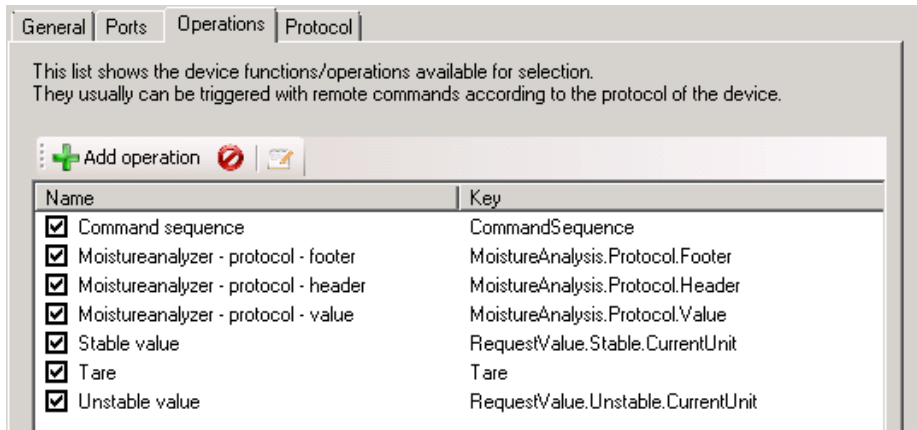 General Ports Operations Protocol
This list shows the device functions/operations available for selection.
They usually can be triggered with remote commands according to the protocol of the device.
Add operation
Name Key
Command sequence CommandSequence
Moistureanalyzer - protocol - footer MoistureAnalysis.Protocol.Footer
Moistureanalyzer - protocol - header MoistureAnalysis.Protocol.Header
Moistureanalyzer - protocol - value MoistureAnalysis.Protocol.Value
Stable value RequestValue.Stable.CurrentUnit
Tare Tare
Unstable value RequestValue.Unstable.CurrentUnit